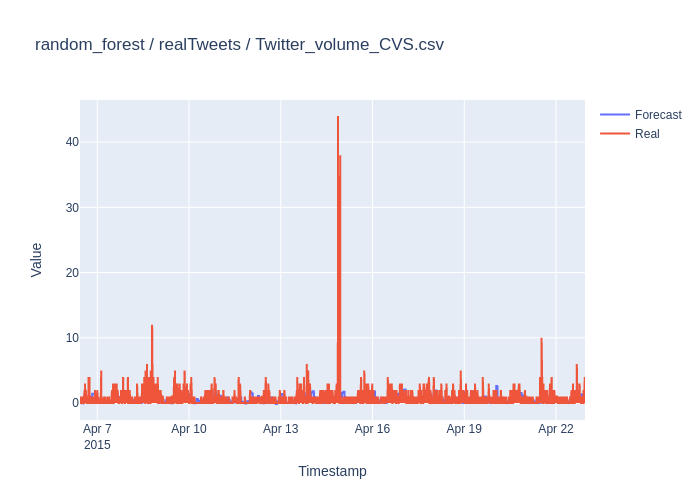 random_forest / realTweets / Twitter_volume_CVS.csv
Forecast
Real
Value
40
30
20
10
0
Apr 7
2015
Apr 10
Apr 13
Apr 16
Apr 19
Apr 22
Timestamp